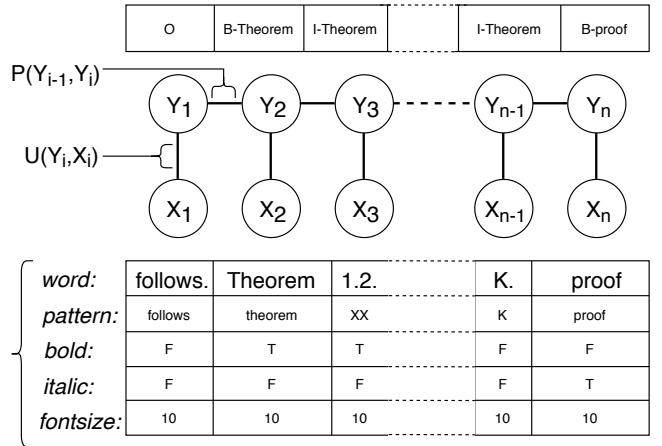 O B-Theorem I-Theorem I-Theorem B-proof
P(Yi-1,Yi)
Y1 Y2 Y3 Yn-1 Yn
U(Yi,Xi)
X1 X2 X3 Xn-1 Xn
word: follows. Theorem 1.2. K. proof
pattern: follows theorem XX K proof
bold: F T T F F
italic: F F F F T
fontsize: 10 10 10 10 10